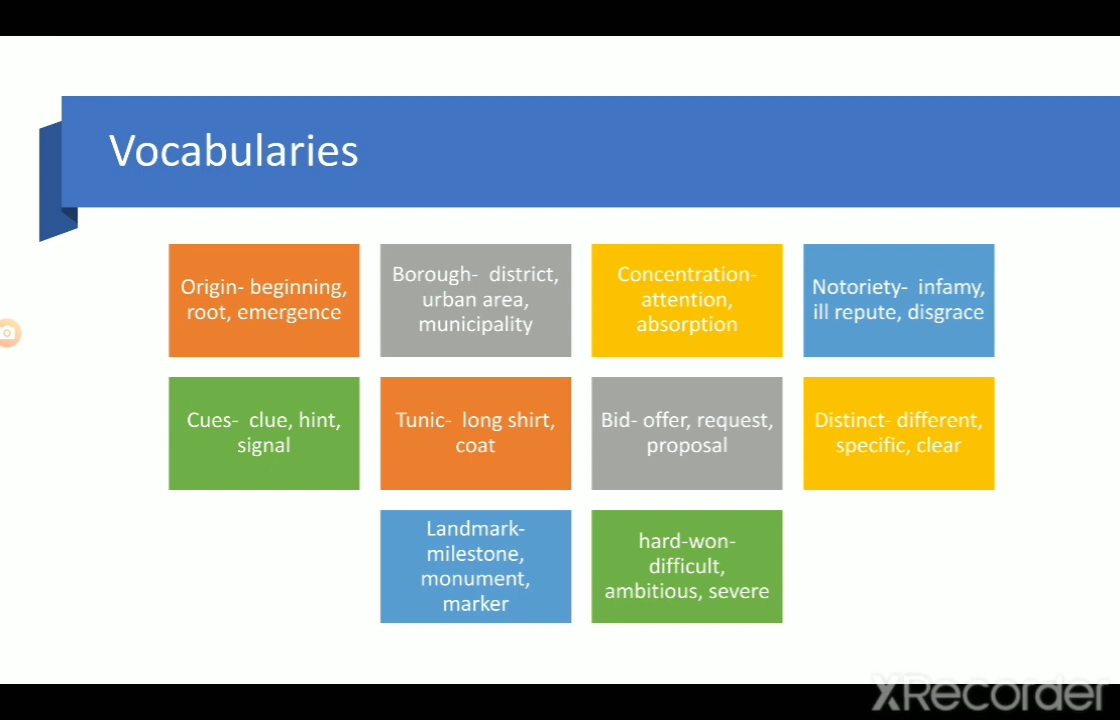 Vocabularies
Origin- beginning,
root, emergence
Borough- district,
urban area,
municipality
Concentration-
attention,
absorption
Notoriety- infamy,
ill repute, disgrace
Cues- clue, hint,
signal
Tunic- long shirt,
coat
Bid- offer, request,
proposal
Distinct- different,
specific, clear
Landmark-
milestone,
monument,
marker
hard-won-
difficult,
ambitious, severe
XRecorder